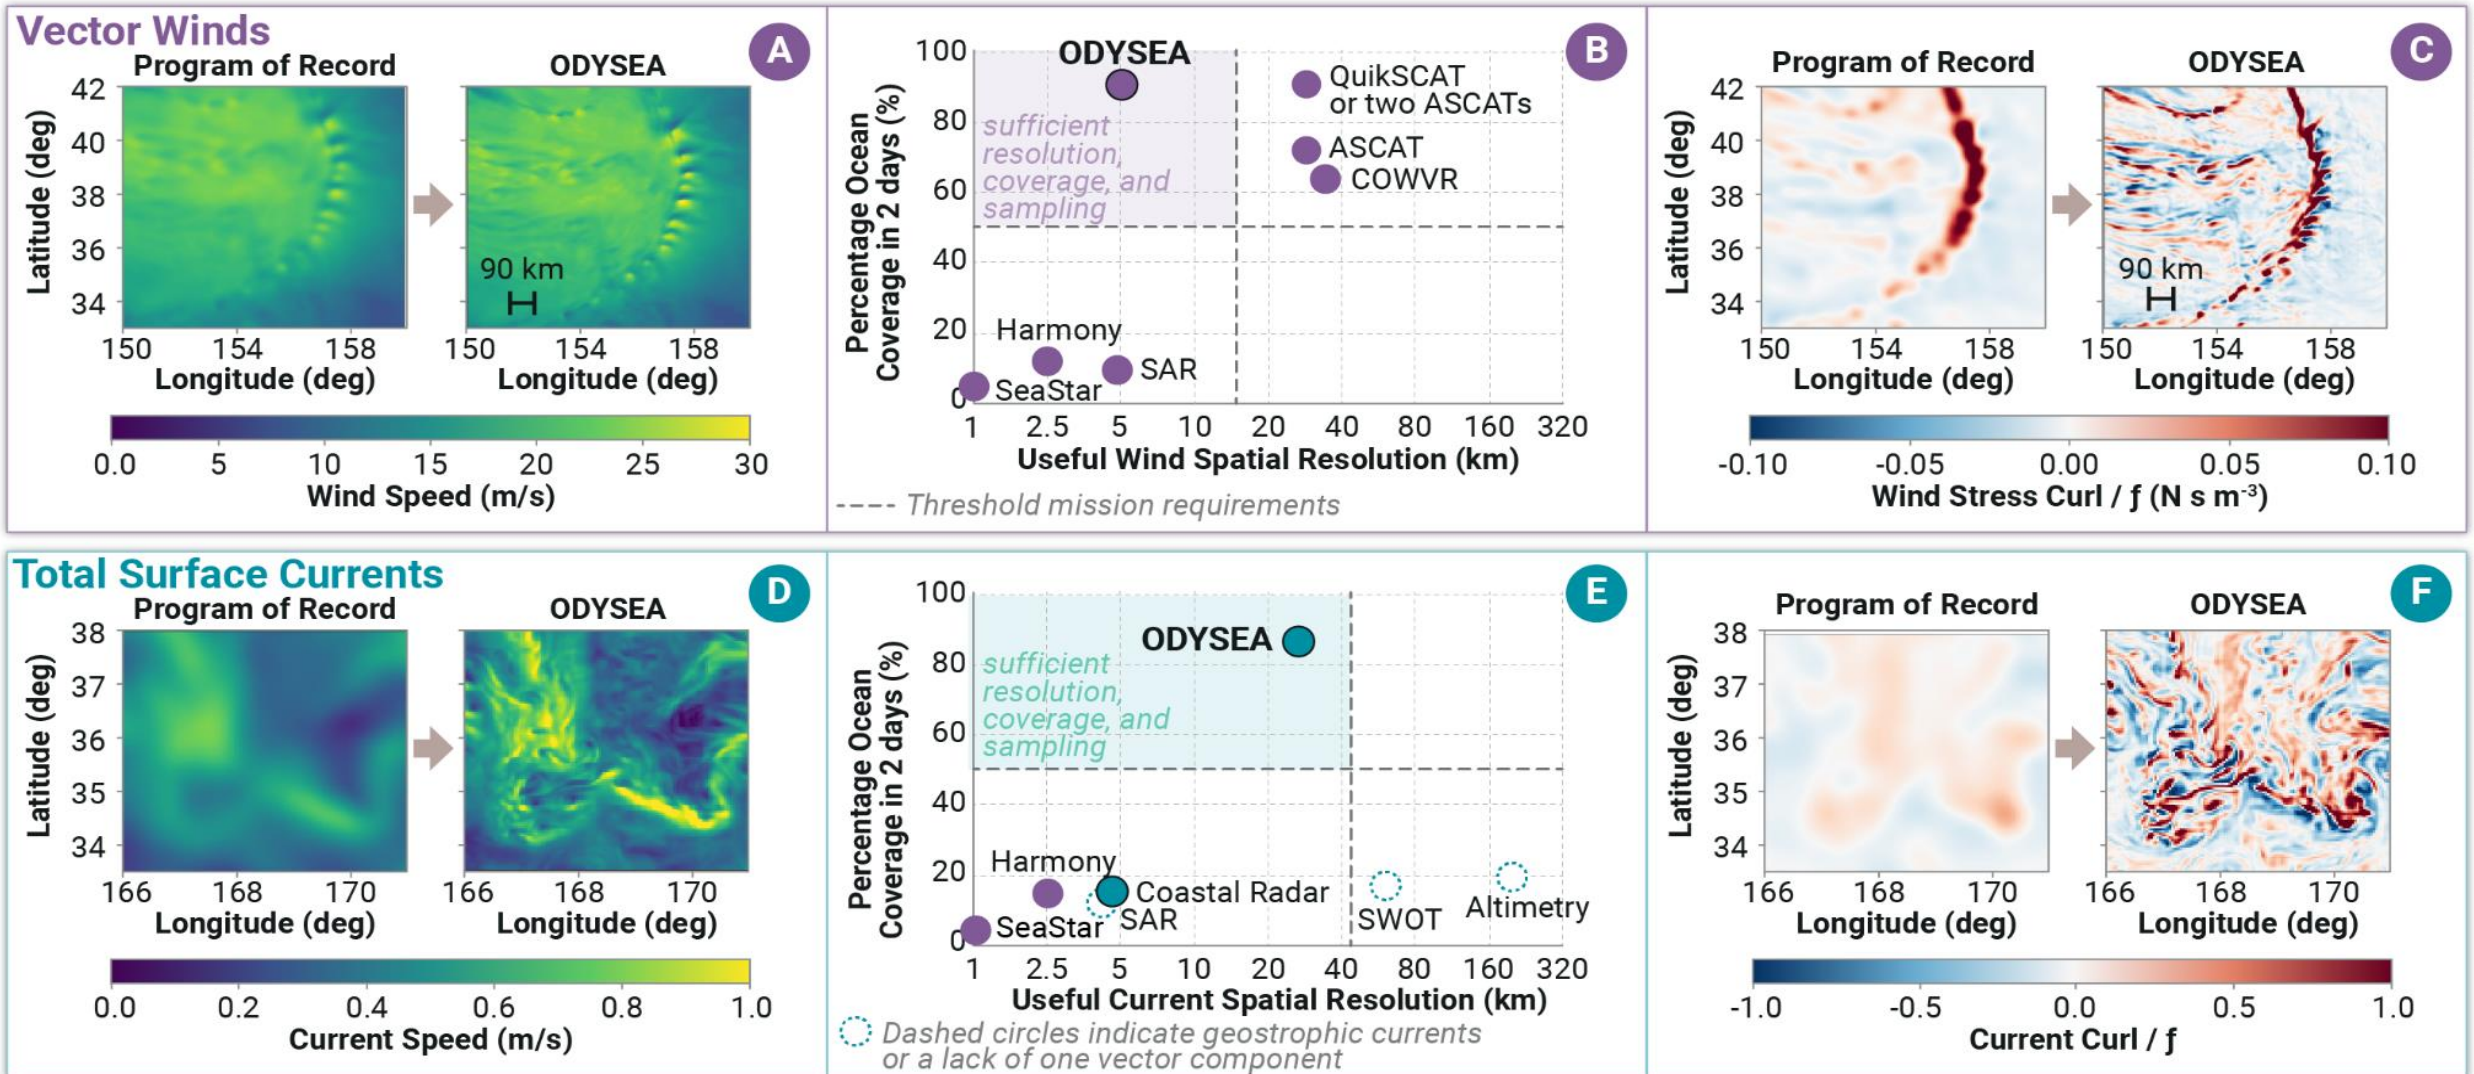 Vector Winds
A
Program of Record
ODYSEA
42
40
38
36
34
Latitude (deg)
90 km
150
154
158
150
154
158
Longitude (deg)
Longitude (deg)
0.0
5
10
15
20
25
30
Wind Speed (m/s)
B
100
80
60
40
20
0
Percentage Ocean
Coverage in 2 days (%)
ODYSEA
QuikSCAT
or two ASCATs
sufficient
resolution,
coverage, and
sampling
ASCAT
COWVR
Harmony
SAR
SeaStar
1
2.5
5
10
20
40
80
160
320
Useful Wind Spatial Resolution (km)
Threshold mission requirements
C
Program of Record
ODYSEA
42
40
38
36
34
Latitude (deg)
90 km
150
154
158
150
154
158
Longitude (deg)
Longitude (deg)
-0.10
-0.05
0.00
0.05
0.10
Wind Stress Curl / ƒ (N s m⁻³)
Total Surface Currents
D
Program of Record
ODYSEA
38
37
36
35
34
Latitude (deg)
166
168
170
166
168
170
Longitude (deg)
Longitude (deg)
0.0
0.2
0.4
0.6
0.8
1.0
Current Speed (m/s)
E
100
80
60
40
20
0
Percentage Ocean
Coverage in 2 days (%)
ODYSEA
sufficient
resolution,
coverage, and
sampling
Harmony
Coastal Radar
SAR
SeaStar
SWOT
Altimetry
1
2.5
5
10
20
40
80
160
320
Useful Current Spatial Resolution (km)
Dashed circles indicate geostrophic currents
or a lack of one vector component
F
Program of Record
ODYSEA
38
37
36
35
34
Latitude (deg)
166
168
170
166
168
170
Longitude (deg)
Longitude (deg)
-1.0
-0.5
0.0
0.5
1.0
Current Curl / ƒ